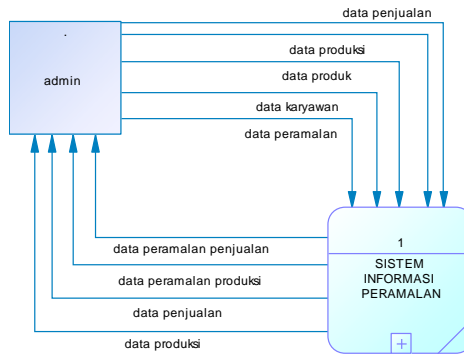 data penjualan
data produksi
admin
data produk
data karyawan
data peramalan
1
data peramalan penjualan
SISTEM
INFORMASI
PERAMALAN
data peramalan produksi
data penjualan
data produksi